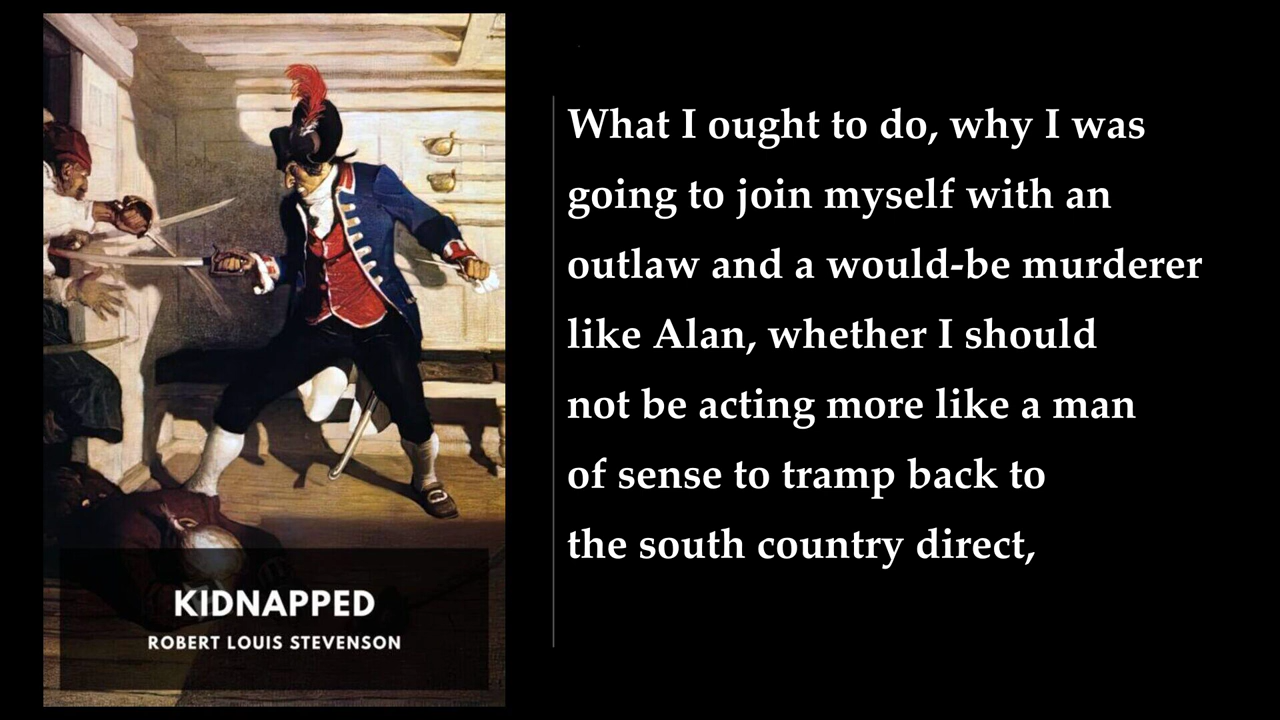 KIDNAPPED
ROBERT LOUIS STEVENSON
What I ought to do, why I was
going to join myself with an
outlaw and a would-be murderer
like Alan, whether I should
not be acting more like a man
of sense to tramp back to
the south country direct,